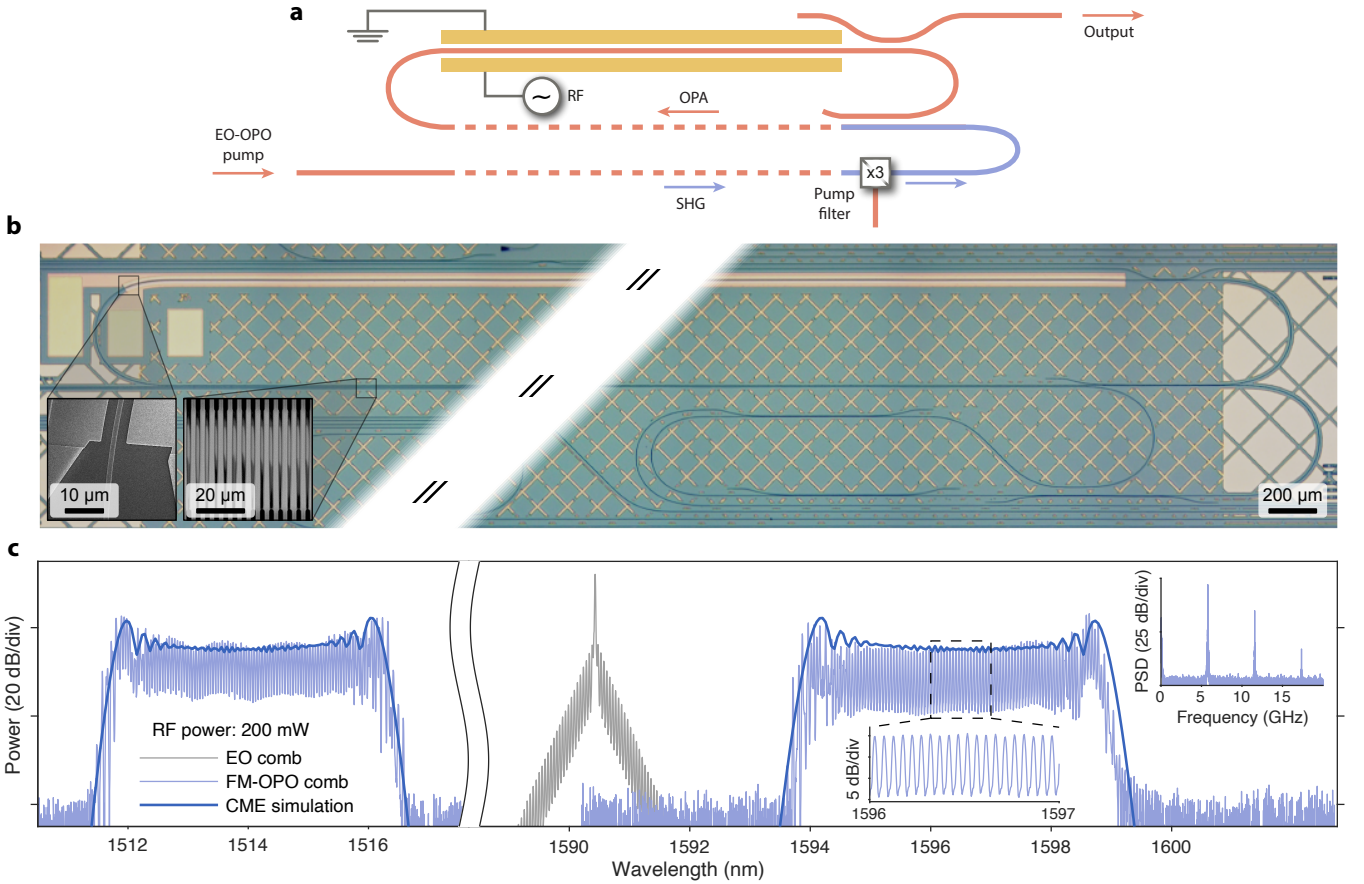 a
Output
~
RF
OPA
EO-OPO
pump
x3
SHG
Pump
filter
b
10 μm
20 μm
200 μm
c
Power (20 dB/div)
RF power: 200 mW
EO comb
FM-OPO comb
CME simulation
5 dB/div
1596
1597
PSD (25 dB/div)
0
5
10
15
Frequency (GHz)
1512
1514
1516
1590
1592
1594
1596
1598
1600
Wavelength (nm)